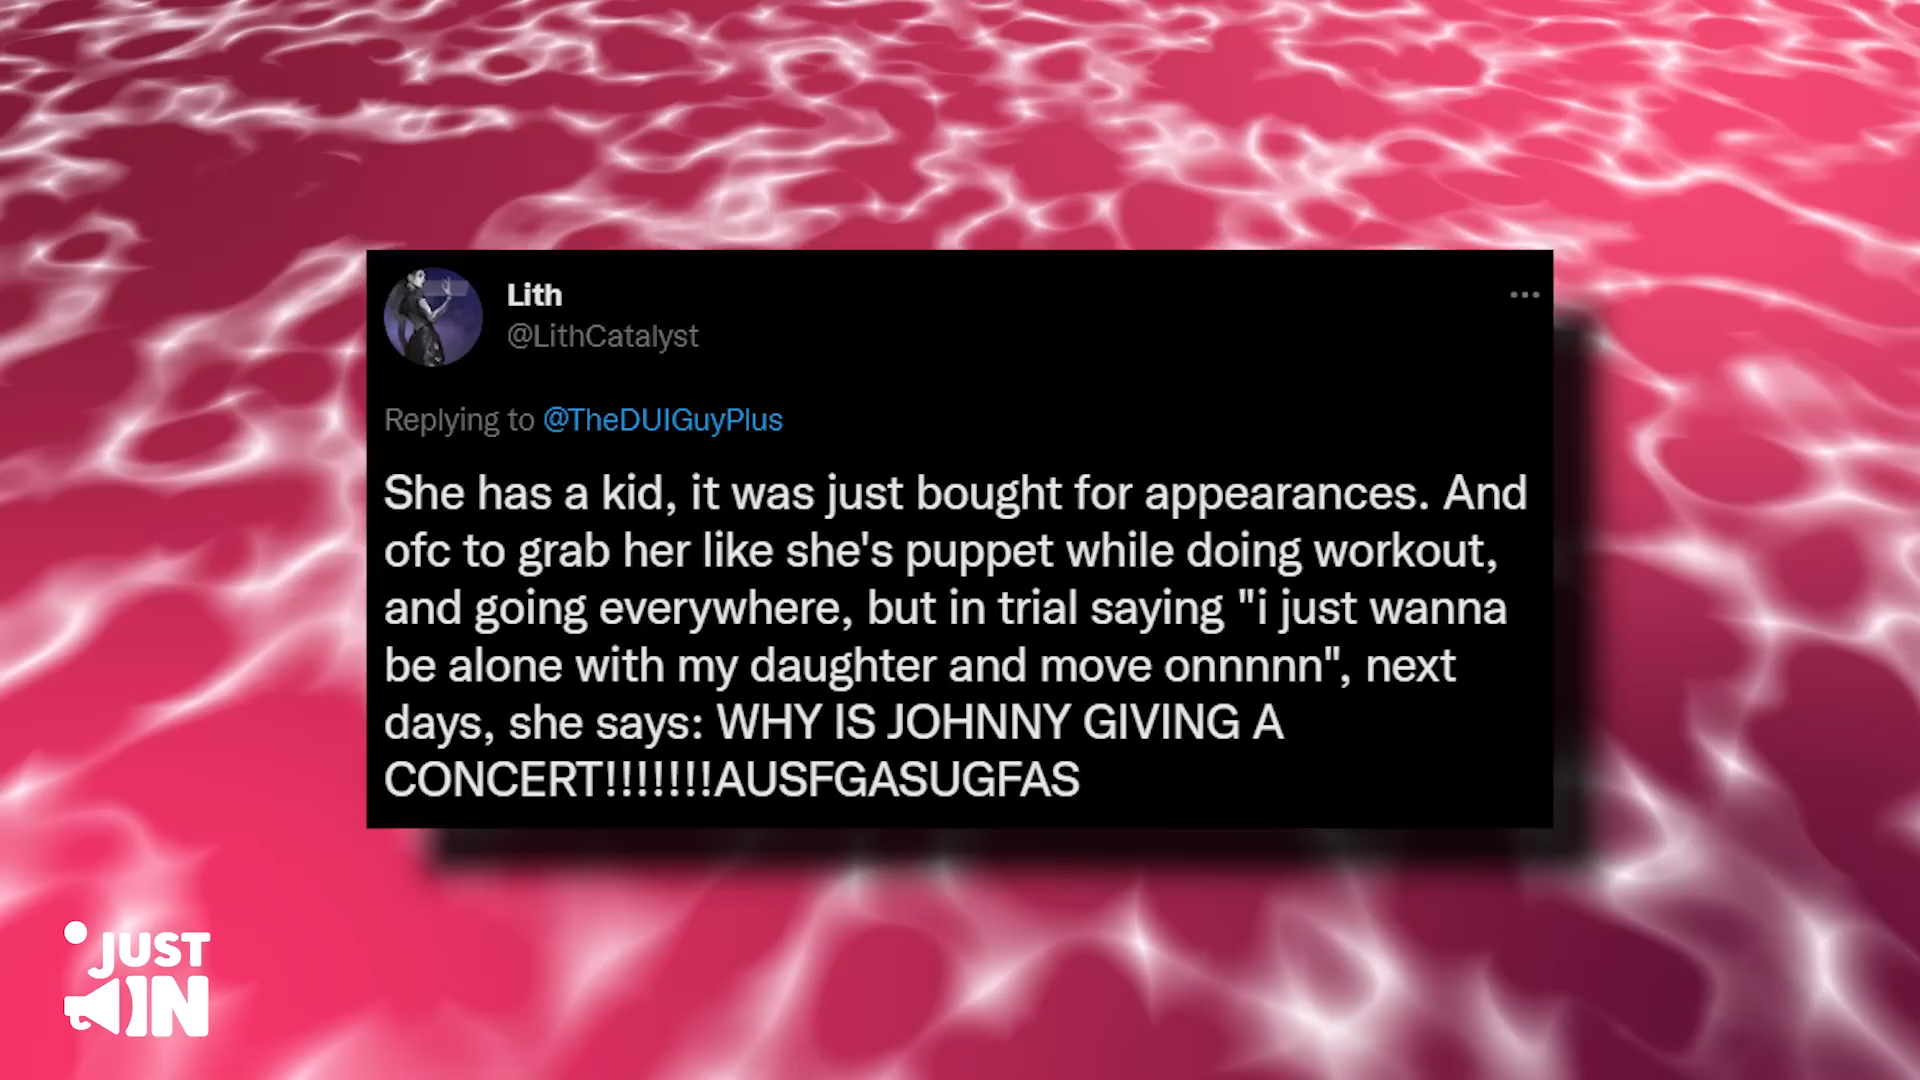 Lith
@LithCatalyst
Replying to @TheDUIGuyPlus
She has a kid, it was just bought for appearances. And
ofc to grab her like she's puppet while doing workout,
and going everywhere, but in trial saying "i just wanna
be alone with my daughter and move onnnnn", next
days, she says: WHY IS JOHNNY GIVING A
CONCERT!!!!!!!AUSFGASUGFAS
JUST
IN